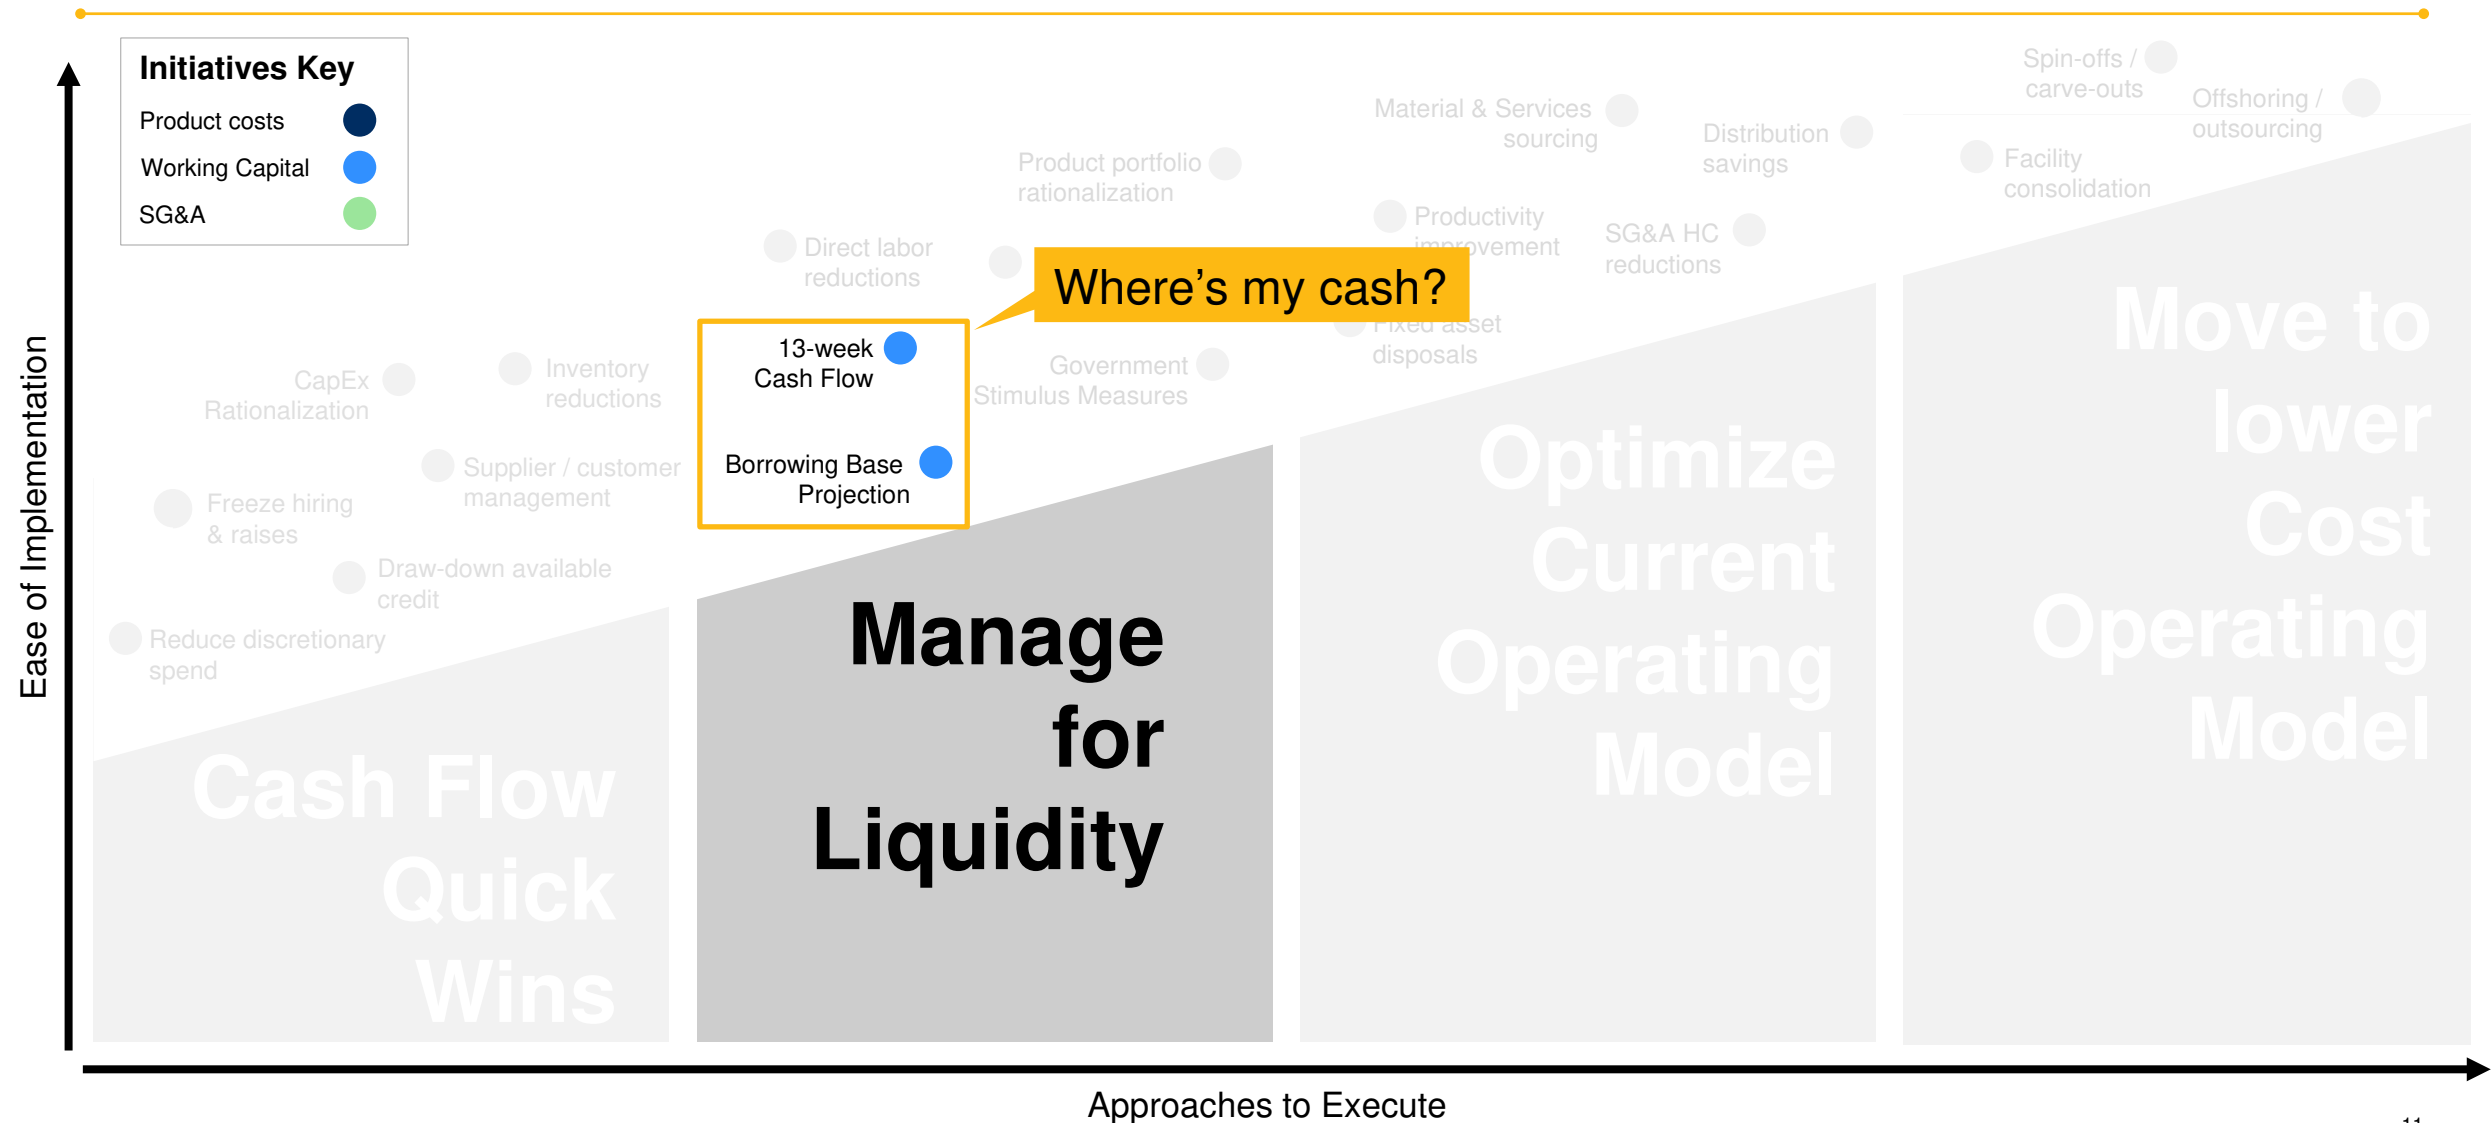 Initiatives Key
Product costs
Working Capital
SG&A
Spin-offs /
carve-outs
Offshoring /
outsourcing
Material & Services
sourcing
Distribution
savings
Facility
consolidation
Product portfolio
rationalization
Productivity
improvement
SG&A HC
reductions
Direct labor
reductions
Where's my cash?
Fixed asset
disposals
13-week
Cash Flow
Government
Stimulus Measures
CapEx
Rationalization
Inventory
reductions
Borrowing Base
Projection
Supplier / customer
management
Freeze hiring
& raises
Draw-down available
credit
Reduce discretionary
spend
Ease of Implementation
Cash Flow
Quick
Wins
Manage
for
Liquidity
Optimize
Current
Operating
Model
Move to
lower
Cost
Operating
Model
Approaches to Execute
11